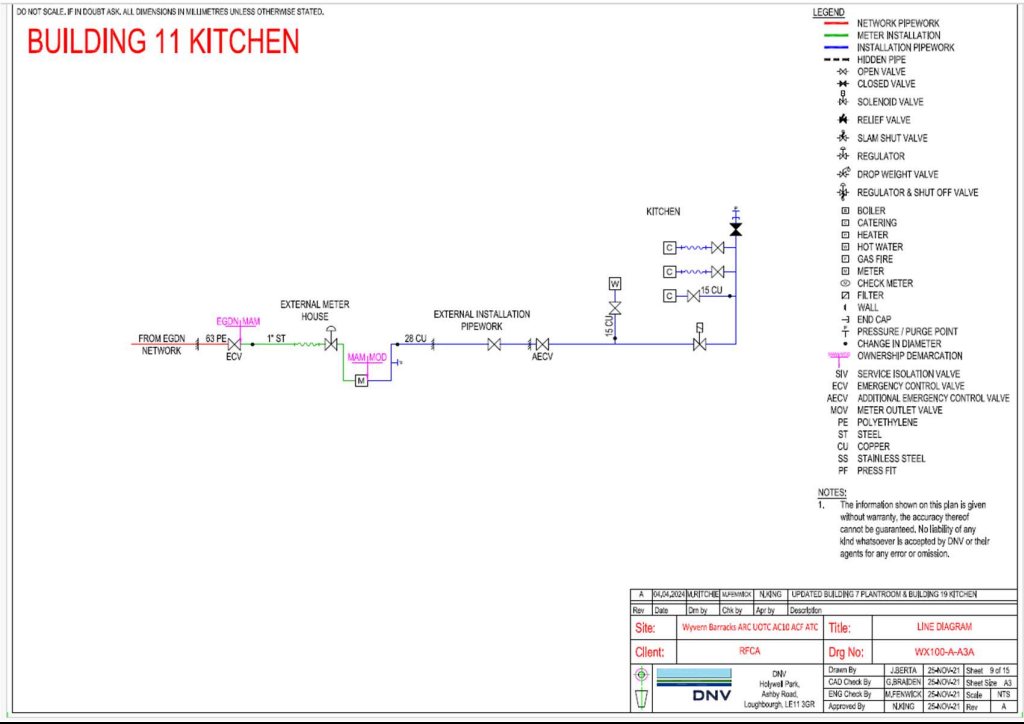 DO NOT SCALE. IF IN DOUBT ASK. ALL DIMENSIONS IN MILLIMETRES UNLESS OTHERWISE STATED.
BUILDING 11 KITCHEN
LEGEND
NETWORK PIPEWORK
METER INSTALLATION
INSTALLATION PIPEWORK
HIDDEN PIPE
OPEN VALVE
CLOSED VALVE
SOLENOID VALVE
RELIEF VALVE
SLAM SHUT VALVE
REGULATOR
DROP WEIGHT VALVE
REGULATOR & SHUT OFF VALVE
BOILER
CATERING
HEATER
HOT WATER
GAS FIRE
METER
CHECK METER
FILTER
WALL
END CAP
PRESSURE / PURGE POINT
CHANGE IN DIAMETER
OWNERSHIP DEMARCATION
SIV SERVICE ISOLATION VALVE
ECV EMERGENCY CONTROL VALVE
AECV ADDITIONAL EMERGENCY CONTROL VALVE
MOV METER OUTLET VALVE
PE POLYETHYLENE
ST STEEL
CU COPPER
SS STAINLESS STEEL
PF PRESS FIT
NOTES:
1. The information shown on this plan is given
without warranty, the accuracy thereof
cannot be guaranteed. No liability of any
kind whatsoever is accepted by DNV or their
agents for any error or omission.
KITCHEN
C
C
C
15 CU
W
15 CU
EXTERNAL METER
HOUSE
EXTERNAL INSTALLATION
PIPEWORK
EGDN MAM
FROM EGDN
NETWORK
63 PE
ECV
1" ST
MAM MOD
M
28 CU
AECV
A 04.04.2024 M.RITCHIE M.FENWICK N.KING UPDATED BUILDING 7 PLANTROOM & BUILDING 19 KITCHEN
Rev Date Drn by Chk by Apr by Description
Site: Wyvern Barracks ARC UOTC AC10 ACF ATC Title: LINE DIAGRAM
Client: RFCA Drg No: WX100-A-A3A
DNV
DNV
Holywell Park,
Ashby Road,
Loughbourgh, LE11 3GR
Drawn By J.BERTA 25-NOV-21 Sheet 9 of 15
CAD Check By G.BRAIDEN 25-NOV-21 Sheet Size A3
ENG Check By M.FENWICK 25-NOV-21 Scale NTS
Approved By N.KING 25-NOV-21 Rev A